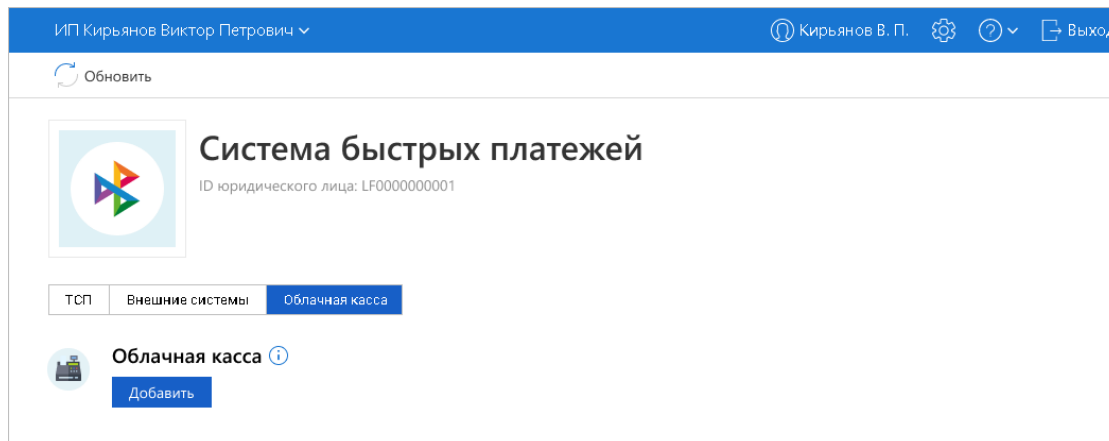 ИП Кирьянов Виктор Петрович Кирьянов В. П. Выход
Обновить
Система быстрых платежей
ID юридического лица: LF0000000001
ТСП Внешние системы Облачная касса
Облачная касса
Добавить